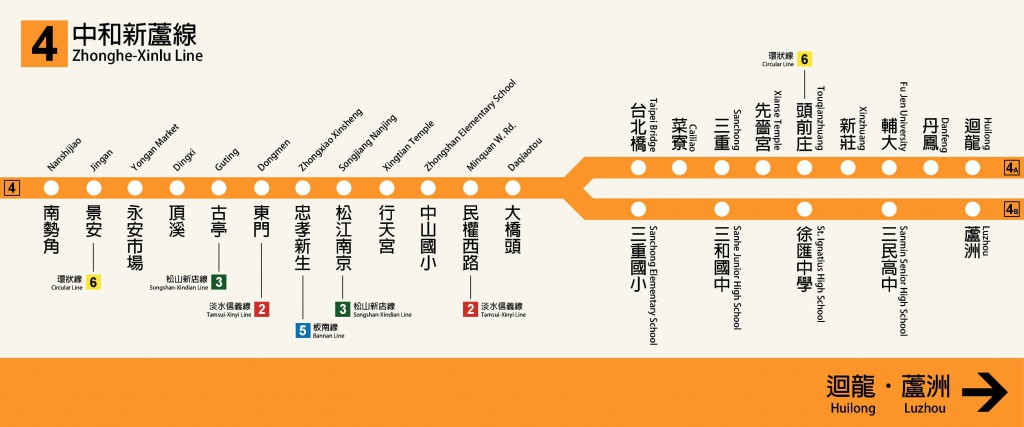 4
中和新蘆線
Zhonghe-Xinlu Line
4
Nanshijiao
南勢角
Jingan
景安
環狀線
Circular Line
6
Yongan Market
永安市場
Dingxi
頂溪
Guting
古亭
松山新店線
Songshan-Xindian Line
3
Dongmen
東門
淡水信義線
Tamsui-Xinyi Line
2
Zhongxiao Xinsheng
忠孝新生
5
板南線
Bannan Line
Songjiang Nanjing
松江南京
3
松山新店線
Songshan-Xindian Line
Xingtian Temple
行天宮
Zhongshan Elementary School
中山國小
Minquan W. Rd.
民權西路
2
淡水信義線
Tamsui-Xinyi Line
Daqiaotou
大橋頭
台北橋
Taipei Bridge
菜寮
Cailiao
三重
Sanchong
先嗇宮
Xianse Temple
環狀線
Circular Line
6
頭前庄
Touqianzhuang
新莊
Xinzhuang
輔大
Fu Jen University
丹鳳
Danfeng
迴龍
Huilong
4A
三重國小
Sanchong Elementary School
三和國中
Sanhe Junior High School
徐匯中學
St. Ignatius High School
三民高中
Sanmin Senior High School
蘆洲
Luzhou
4B
迴龍・蘆洲
Huilong Luzhou